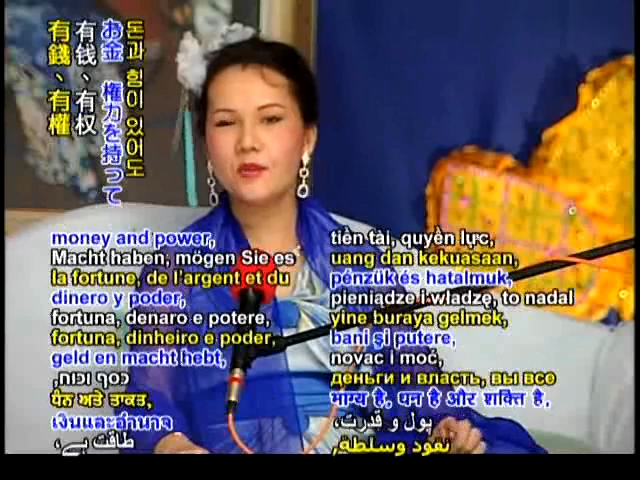 有錢、有權
有钱、有权
お金　権力を持って
돈과 힘이 있어도
money and power,
Macht haben, mögen Sie es
la fortune, de l'argent et du
dinero y poder,
fortuna, denaro e potere,
fortuna, dinheiro e poder,
geld en macht hebt,
כסף וכוח,
ਧੰਨ ਅਤੇ ਤਾਕਤ,
เงินและอำนาจ
طاقت ہے،
tiền tài, quyền lực,
uang dan kekuasaan,
pénzük és hatalmuk,
pieniądze i władzę, to nadal
yine buraya gelmek,
bani şi putere,
novac i moć,
деньги и власть, вы все
भाग्य है, धन है और शक्ति है,
پول و قدرت،
نقود وسلطة,